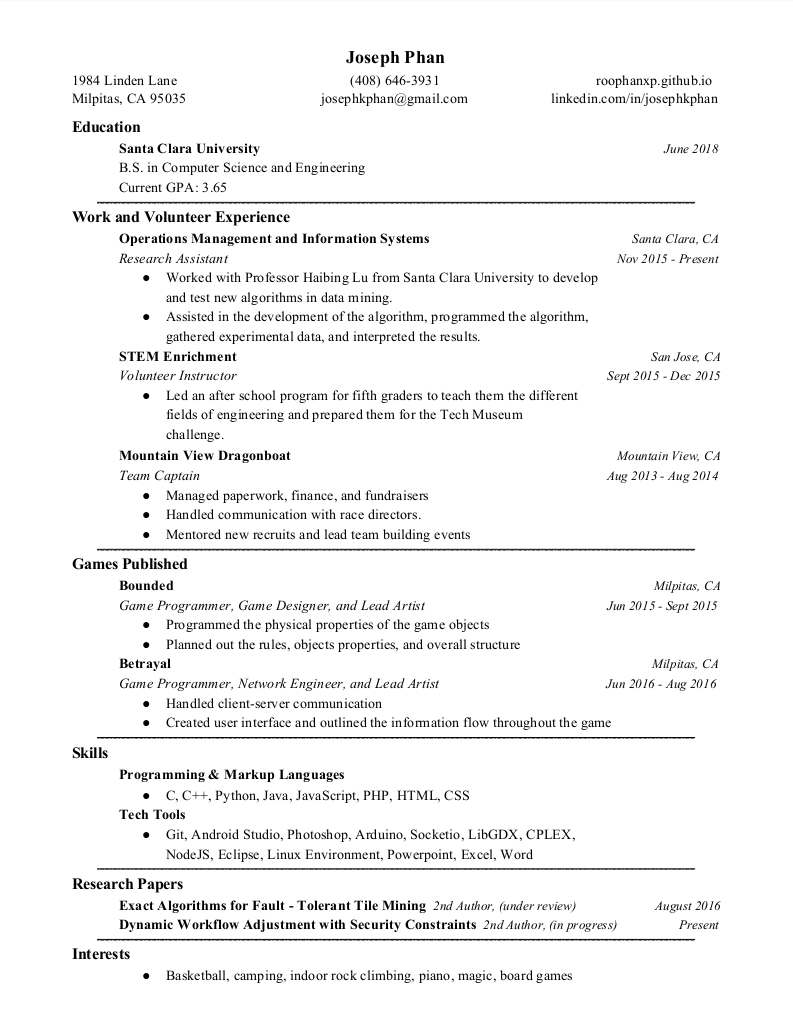 Joseph Phan
1984 Linden Lane (408) 646-3931 roophanxp.github.io
Milpitas, CA 95035 josephkphan@gmail.com linkedin.com/in/josephkphan
Education
Santa Clara University June 2018
B.S. in Computer Science and Engineering
Current GPA: 3.65
Work and Volunteer Experience
Operations Management and Information Systems Santa Clara, CA
Research Assistant Nov 2015 - Present
● Worked with Professor Haibing Lu from Santa Clara University to develop
and test new algorithms in data mining.
● Assisted in the development of the algorithm, programmed the algorithm,
gathered experimental data, and interpreted the results.
STEM Enrichment San Jose, CA
Volunteer Instructor Sept 2015 - Dec 2015
● Led an after school program for fifth graders to teach them the different
fields of engineering and prepared them for the Tech Museum
challenge.
Mountain View Dragonboat Mountain View, CA
Team Captain Aug 2013 - Aug 2014
● Managed paperwork, finance, and fundraisers
● Handled communication with race directors.
● Mentored new recruits and lead team building events
Games Published
Bounded Milpitas, CA
Game Programmer, Game Designer, and Lead Artist Jun 2015 - Sept 2015
● Programmed the physical properties of the game objects
● Planned out the rules, objects properties, and overall structure
Betrayal Milpitas, CA
Game Programmer, Network Engineer, and Lead Artist Jun 2016 - Aug 2016
● Handled client-server communication
● Created user interface and outlined the information flow throughout the game
Skills
Programming & Markup Languages
● C, C++, Python, Java, JavaScript, PHP, HTML, CSS
Tech Tools
● Git, Android Studio, Photoshop, Arduino, Socketio, LibGDX, CPLEX,
NodeJS, Eclipse, Linux Environment, Powerpoint, Excel, Word
Research Papers
Exact Algorithms for Fault - Tolerant Tile Mining 2nd Author, (under review) August 2016
Dynamic Workflow Adjustment with Security Constraints 2nd Author, (in progress) Present
Interests
● Basketball, camping, indoor rock climbing, piano, magic, board games